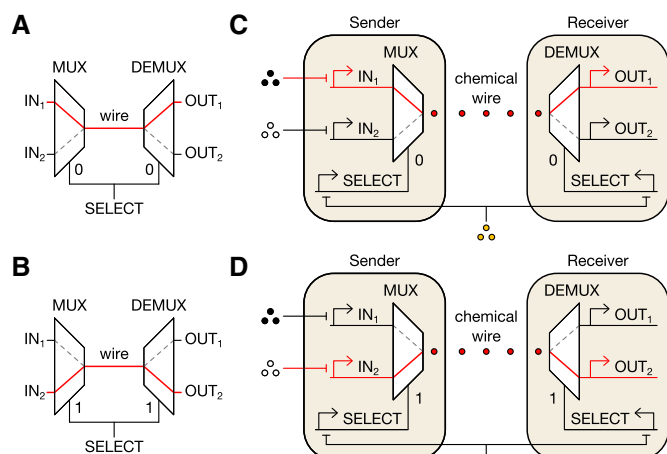 A
MUX
DEMUX
IN1
wire
OUT1
IN2
OUT2
0
0
SELECT
B
MUX
DEMUX
IN1
wire
OUT1
IN2
OUT2
1
1
SELECT
C
Sender
Receiver
MUX
DEMUX
IN1
chemical
wire
OUT1
IN2
OUT2
0
0
SELECT
SELECT
D
Sender
Receiver
MUX
DEMUX
IN1
chemical
wire
OUT1
IN2
OUT2
1
1
SELECT
SELECT